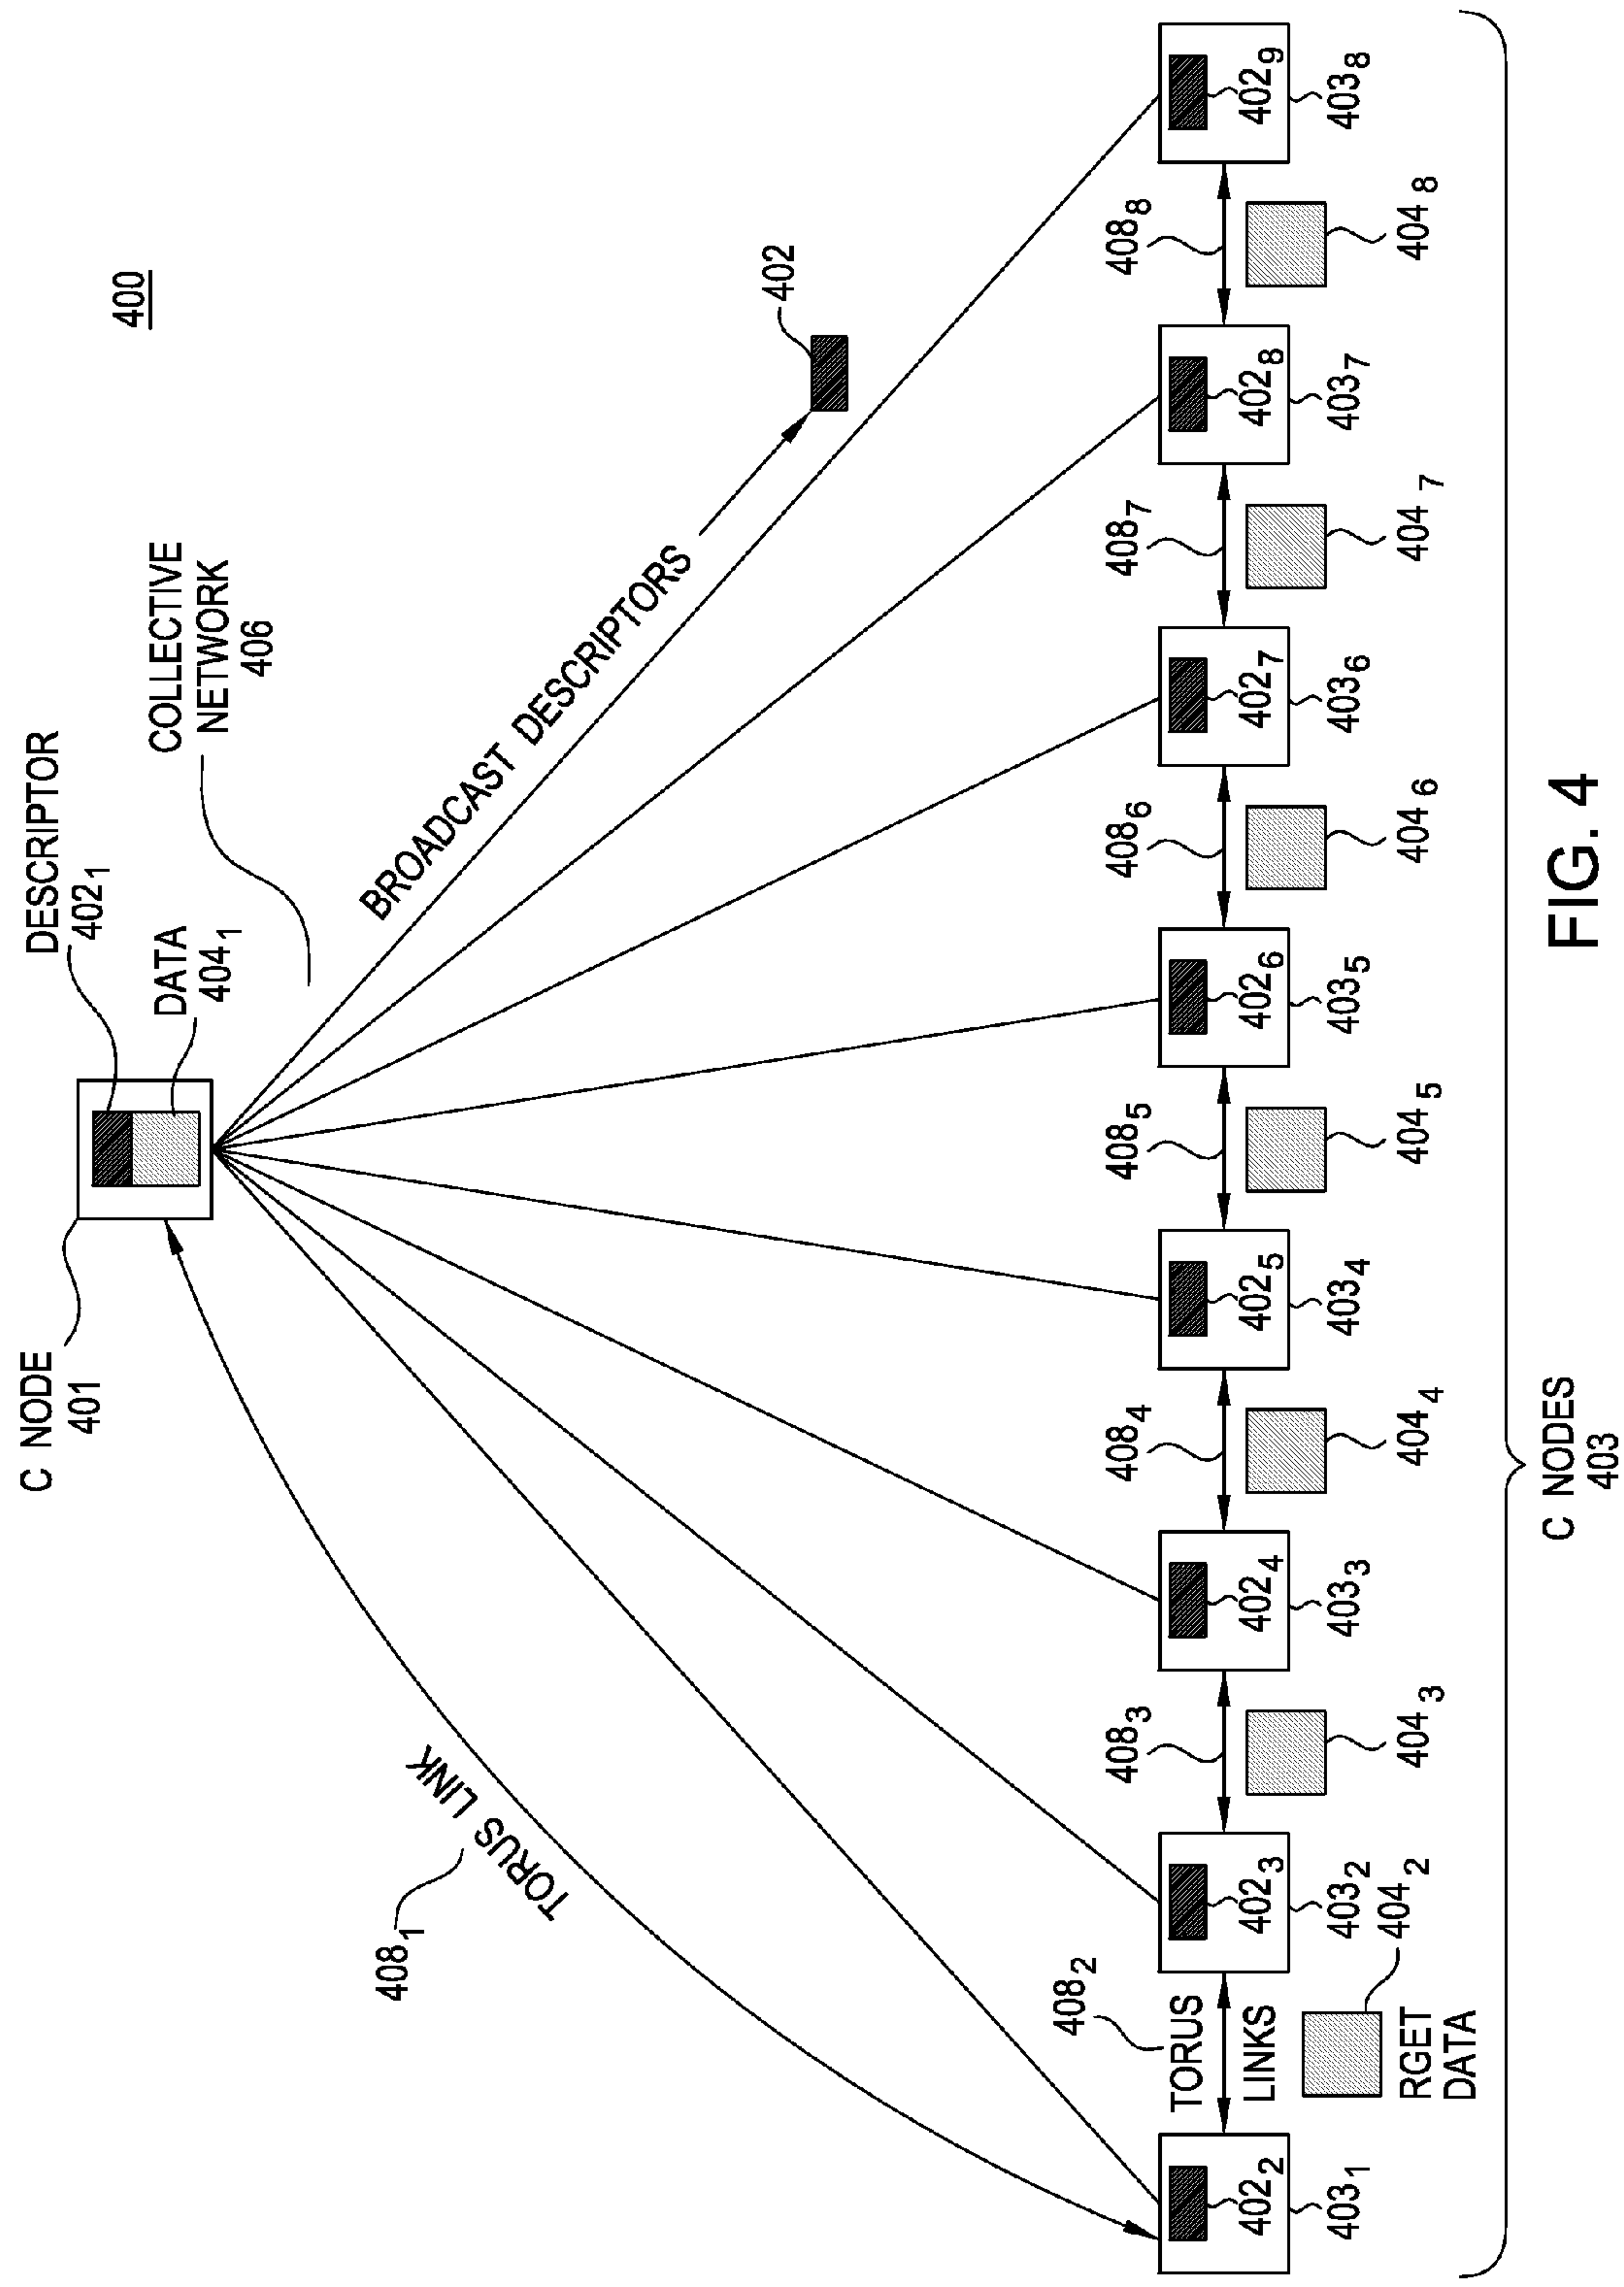 400
C NODE
401
DESCRIPTOR
402₁
DATA
404₁
COLLECTIVE
NETWORK
406
TORUS LINK
408₁
BROADCAST DESCRIPTORS
402
408₂
TORUS
LINKS
408₃
408₄
408₅
408₆
408₇
408₈
402₂
402₃
402₄
402₅
402₆
402₇
402₈
402₉
403₁
403₂
403₃
403₄
403₅
403₆
403₇
403₈
RGET
DATA
404₂
404₃
404₄
404₅
404₆
404₇
404₈
C NODES
403
FIG. 4